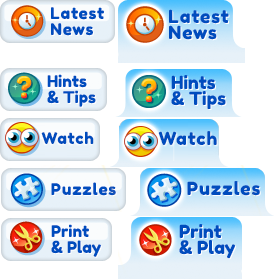 Latest Latest
News News
Hints Hints
& Tips & Tips
Watch Watch
Puzzles Puzzles
Print Print
& Play & Play